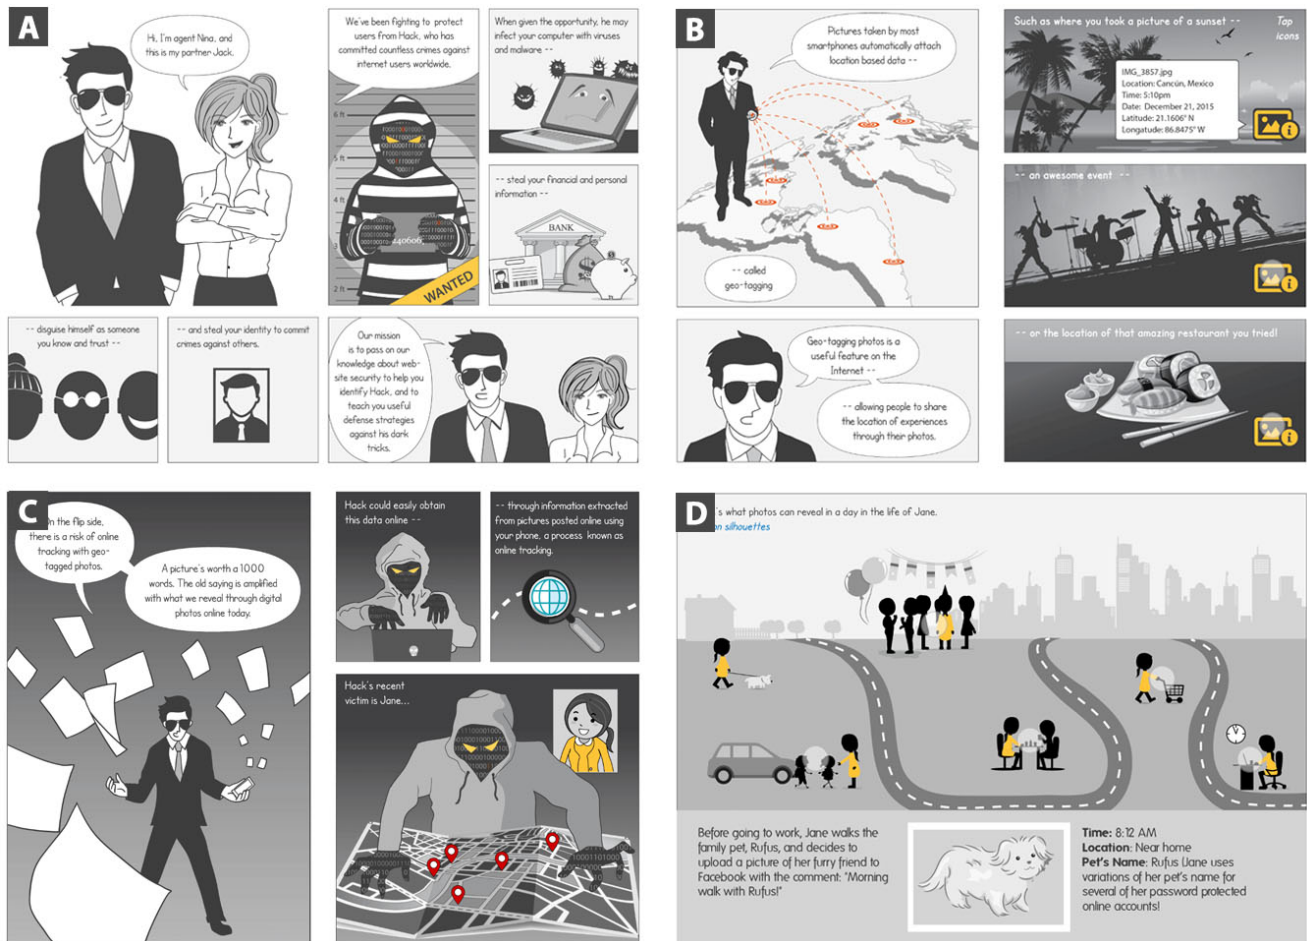 A
Hi, I'm agent Nina, and
this is my partner Jack.
We've been fighting to protect
users from Hack, who has
committed countless crimes against
internet users worldwide.
6 ft
5 ft
4 ft
2 ft
2406060
WANTED
When given the opportunity, he may
infect your computer with viruses
and malware --
-- steal your financial and personal
information --
BANK
-- disguise himself as someone
you know and trust --
-- and steal your identity to commit
crimes against others.
Our mission
is to pass on our
knowledge about web-
site security to help you
identify Hack, and to
teach you useful
defense strategies
against his dark
tricks.
B
Pictures taken by most
smartphones automatically attach
location based data --
-- called
geo-tagging
Such as where you took a picture of a sunset --
Tap
icons
IMG_3857.jpg
Location: Cancún, Mexico
Time: 5:10pm
Date: December 21, 2015
Latitude: 21.1606° N
Longatude: 86.8475° W
-- an awesome event --
Geo-tagging photos is a
useful feature on the
Internet --
-- allowing people to share
the location of experiences
through their photos.
-- or the location of that amazing restaurant you tried!
C
On the flip side,
there is a risk of online
tracking with geo-
tagged photos.
A picture's worth a 1000
words. The old saying is amplified
with what we reveal through digital
photos online today.
Hack could easily obtain
this data online --
-- through information extracted
from pictures posted online using
your phone, a process known as
online tracking.
Hack's recent
victim is Jane...
D
's what photos can reveal in a day in the life of Jane.
on silhouettes
Before going to work, Jane walks the
family pet, Rufus, and decides to
upload a picture of her furry friend to
Facebook with the comment: "Morning
walk with Rufus!"
Time: 8:12 AM
Location: Near home
Pet's Name: Rufus (Jane uses
variations of her pet's name for
several of her password protected
online accounts!